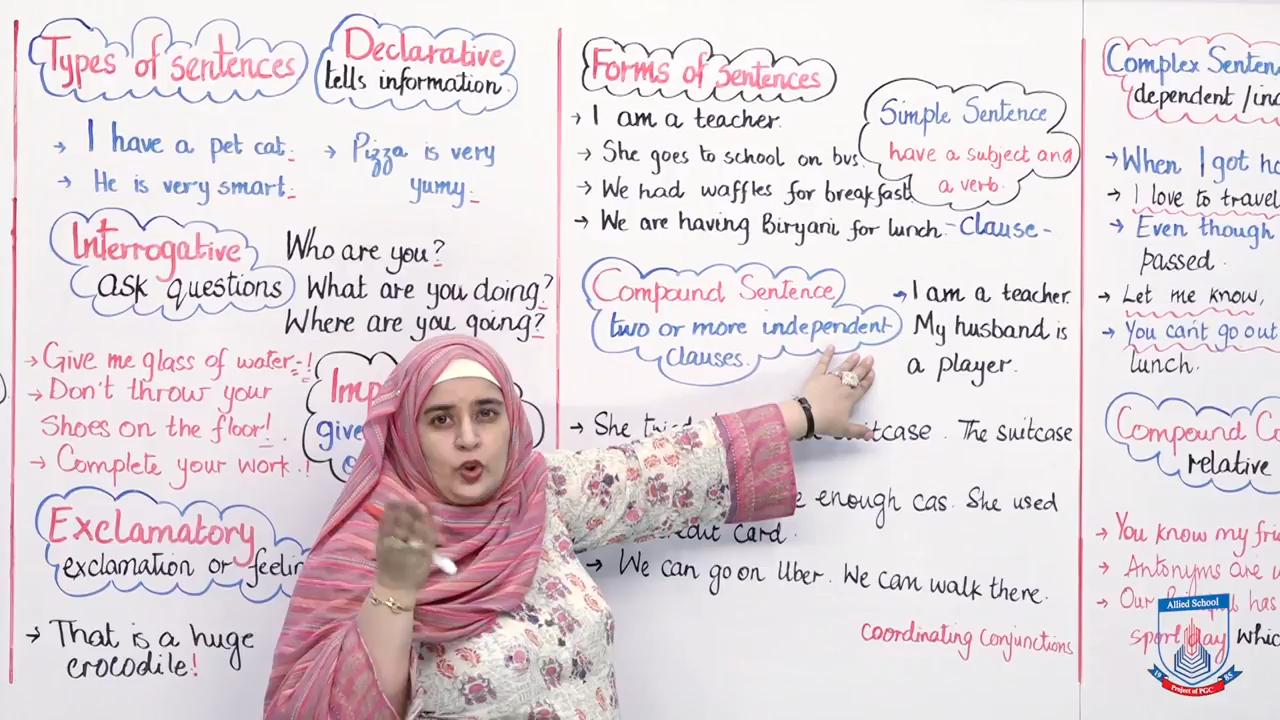 Types of sentences
Declarative
tells information.
→ I have a pet cat.
→ He is very smart.
→ Pizza is very
yumy.
Interrogative
ask questions
Who are you?
What are you doing?
Where are you going?
→ Give me glass of water-!
→ Don't throw your
Shoes on the floor!
→ Complete your work.!
give
Exclamatory
exclamation or
→ That is a huge
crocodile!
Forms of sentences
→ I am a teacher.
→ She goes to school on bus.
→ We had waffles for breakfast.
→ We are having Biryani for lunch. -Clause-
Simple Sentence
have a subject and
a verb.
Compound Sentence
two or more independent
clauses.
→ I am a teacher.
My husband is
a player.
→ She
. The suitcase
enough cas. She used
card.
→ We can go on Uber. We can walk there.
coordinating conjunctions
Complex
dependent /
→ When I got
→ I love to
→ Even though
passed.
→ Let me know,
→ You can't go out
lunch.
Compound
relative
→ You know my
→ Antonyms are
→ Our has
sport day
Allied School
19 85
Project of PGC